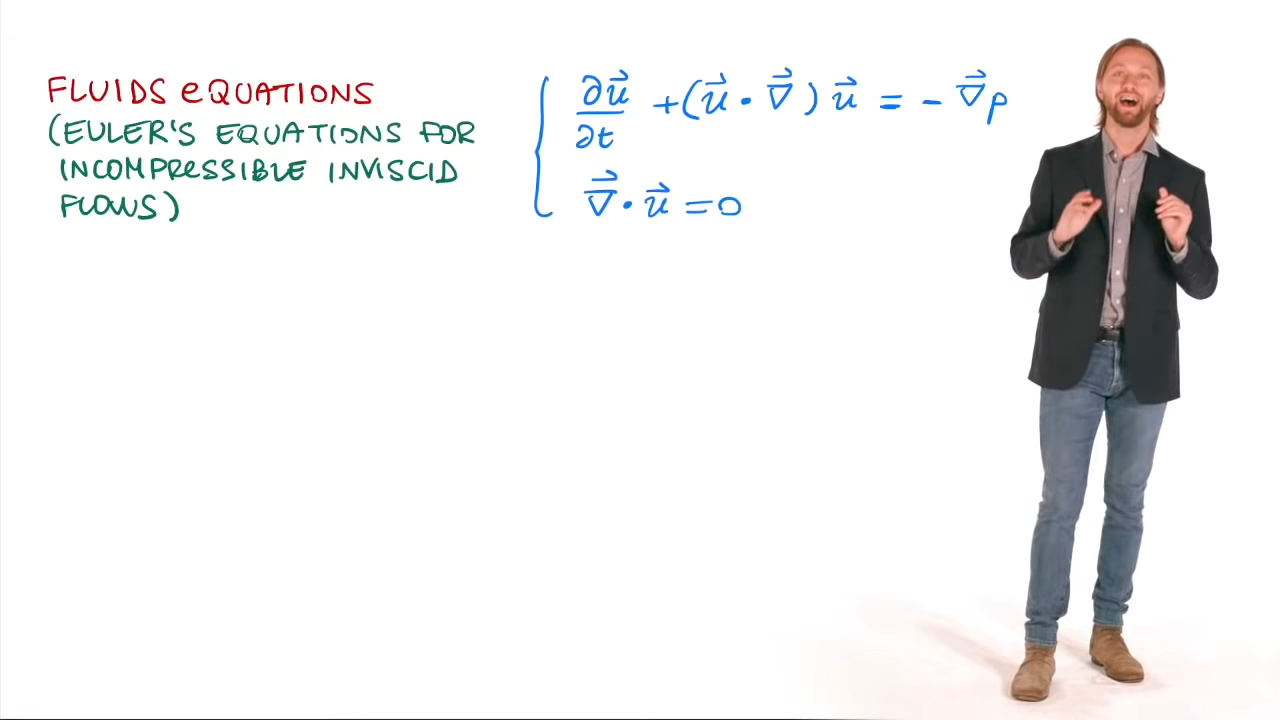 FLUIDS eQUATIONS
(EULER'S EQUATIONS FOR
INCOMPRESSIBLE INVISCID
FLOWS)
∂u⃗/∂t + (u⃗ · ∇⃗) u⃗ = - ∇⃗p
∇⃗ · u⃗ = 0